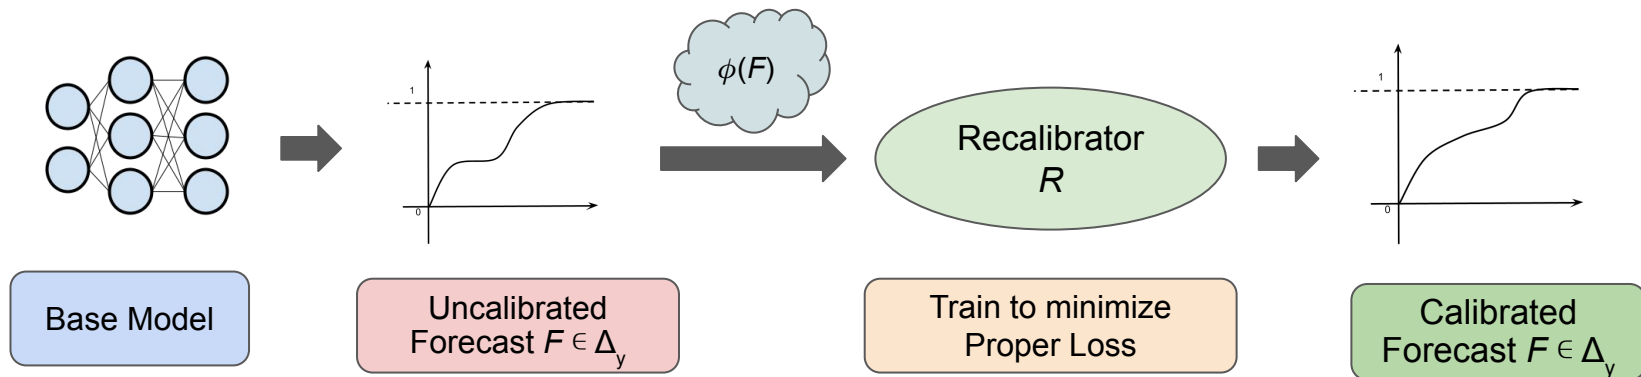 ϕ(F)
1
0
Recalibrator
R
1
0
Base Model
Uncalibrated
Forecast F ∈ Δy
Train to minimize
Proper Loss
Calibrated
Forecast F ∈ Δy